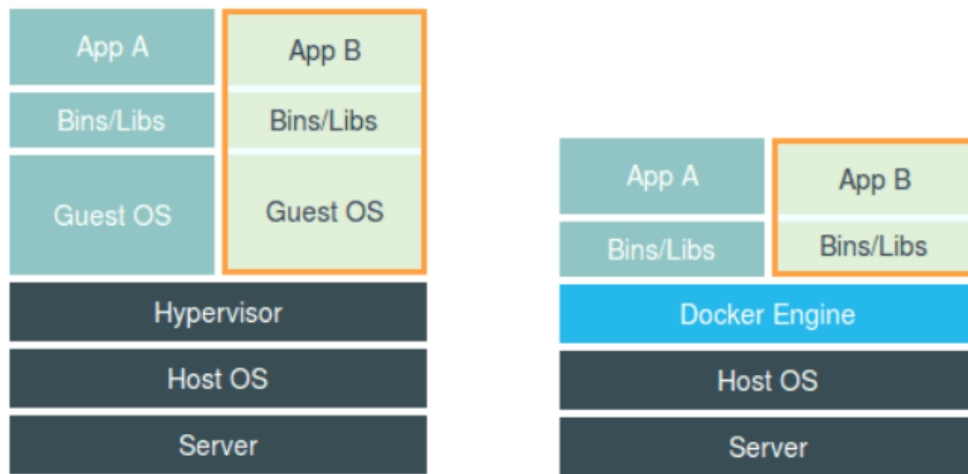 App A
App B
Bins/Libs
Bins/Libs
Guest OS
Guest OS
Hypervisor
Host OS
Server
App A
App B
Bins/Libs
Bins/Libs
Docker Engine
Host OS
Server